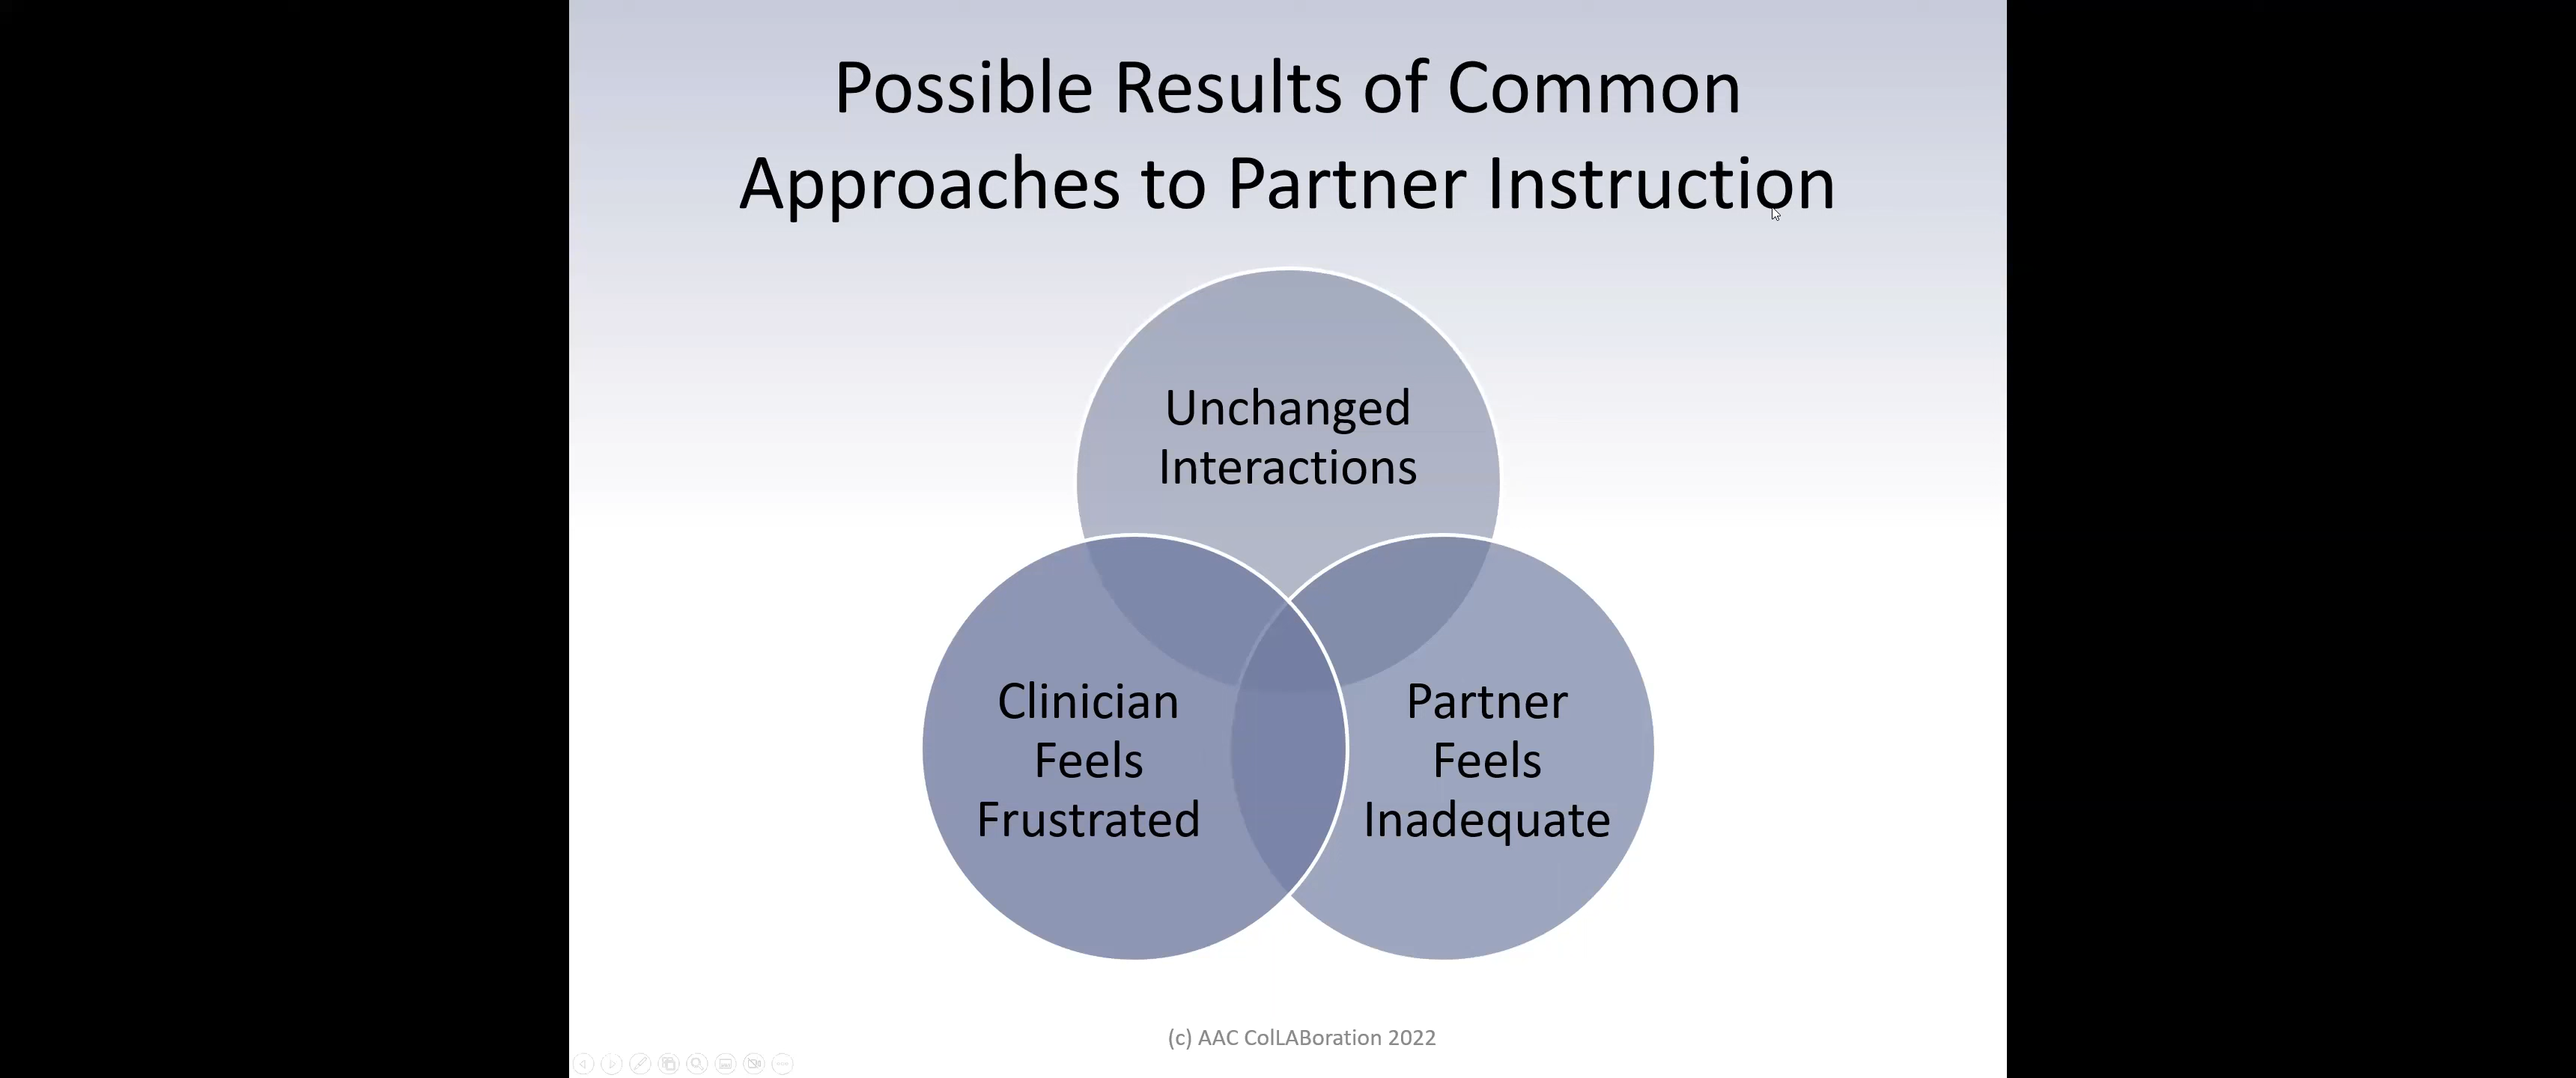 Possible Results of Common
Approaches to Partner Instruction
Unchanged
Interactions
Clinician
Feels
Frustrated
Partner
Feels
Inadequate
(c) AAC ColLABoration 2022